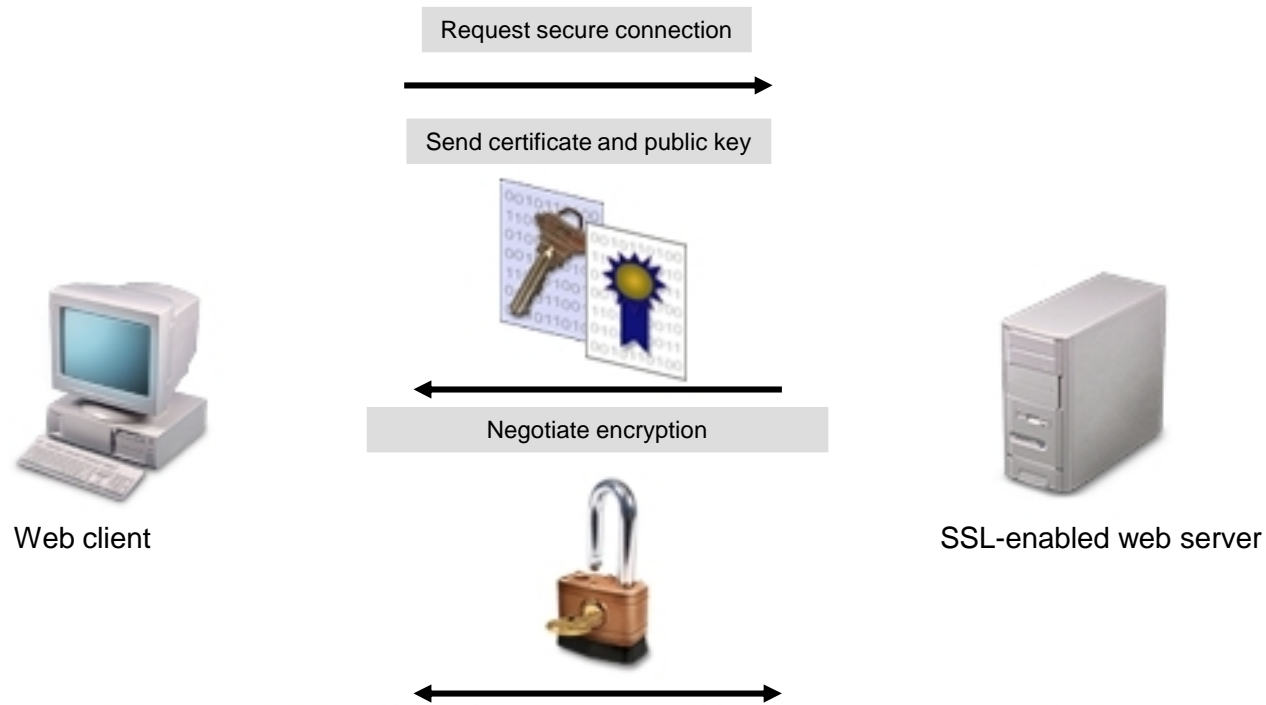 Request secure connection
Send certificate and public key
Negotiate encryption
Web client
SSL-enabled web server